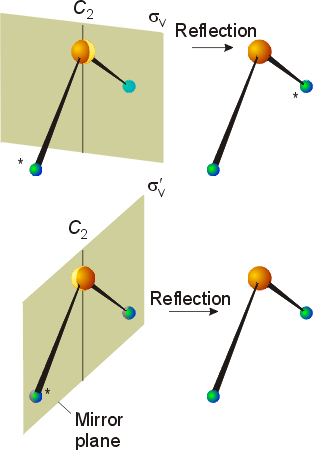 C₂
σᵥ
Reflection
*
*
σᵥ′
C₂
Reflection
*
Mirror
plane